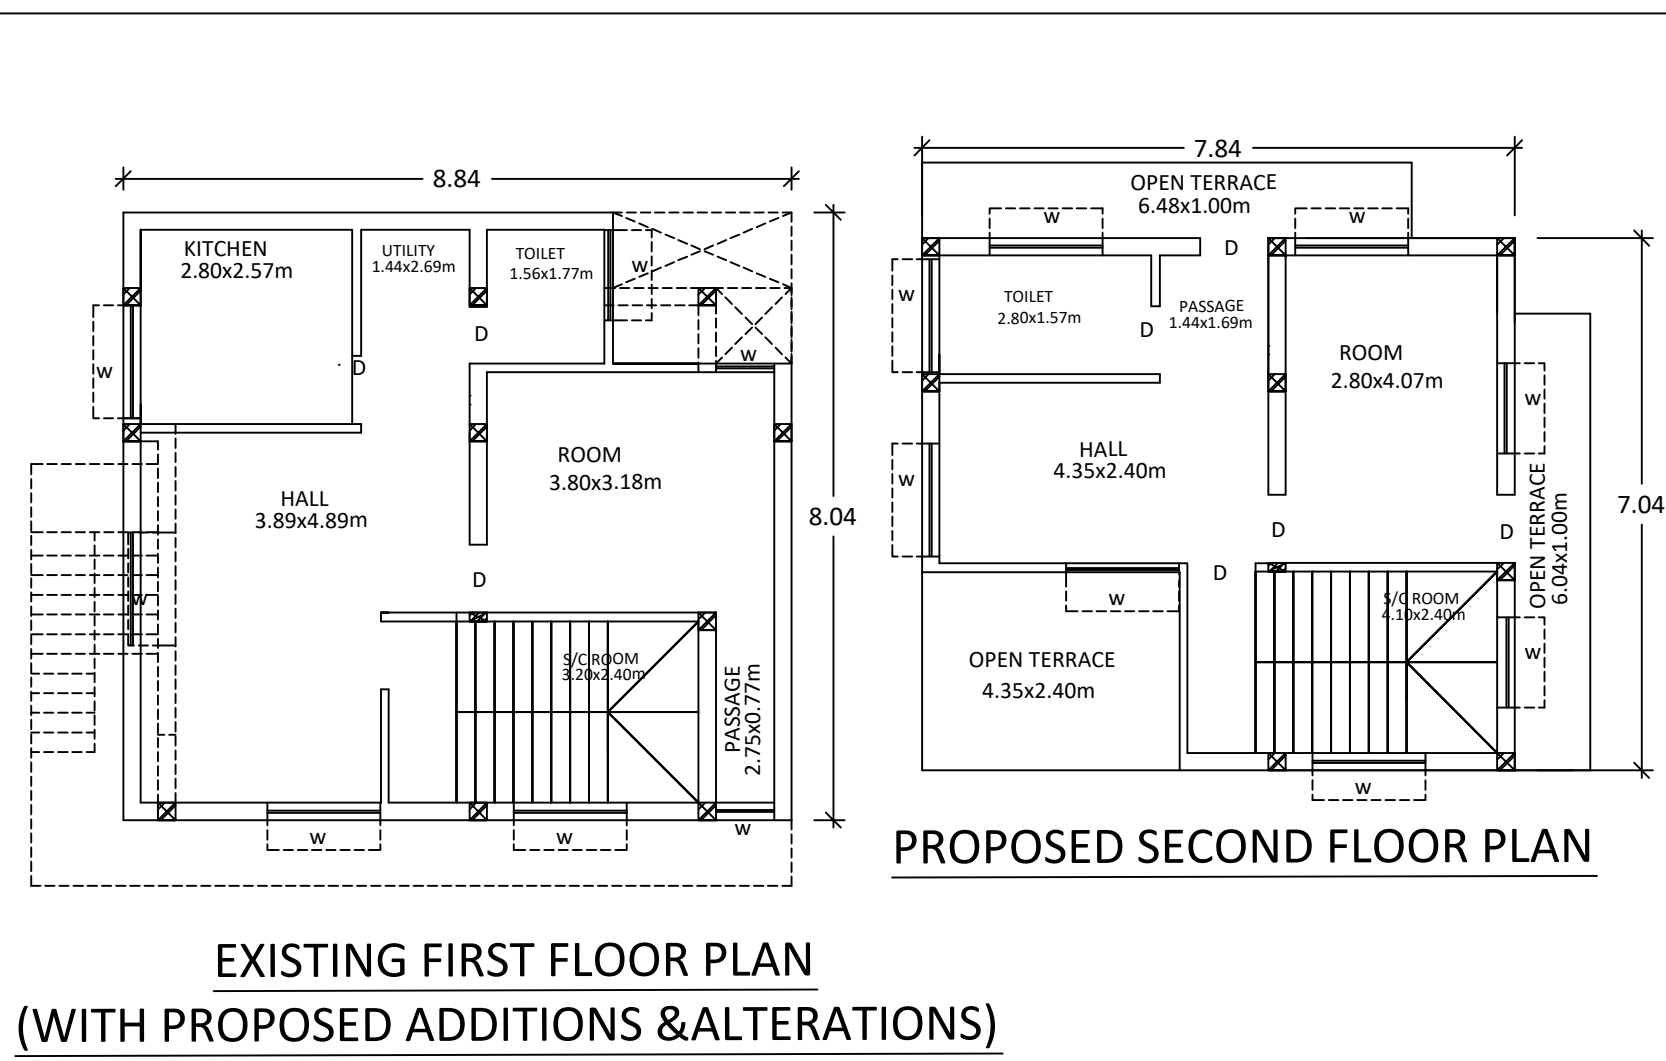 8.84
KITCHEN
2.80x2.57m
UTILITY
1.44x2.69m
TOILET
1.56x1.77m
W
D
D
W
W
W
ROOM
3.80x3.18m
HALL
3.89x4.89m
8.04
D
W
S/C ROOM
3.20x2.40m
PASSAGE
2.75x0.77m
W
W
W
EXISTING FIRST FLOOR PLAN
(WITH PROPOSED ADDITIONS &ALTERATIONS)
7.84
OPEN TERRACE
6.48x1.00m
W
W
D
W
TOILET
2.80x1.57m
PASSAGE
1.44x1.69m
D
ROOM
2.80x4.07m
W
HALL
4.35x2.40m
W
7.04
OPEN TERRACE
6.04x1.00m
D
D
D
W
S/C ROOM
4.10x2.40m
W
OPEN TERRACE
4.35x2.40m
W
PROPOSED SECOND FLOOR PLAN